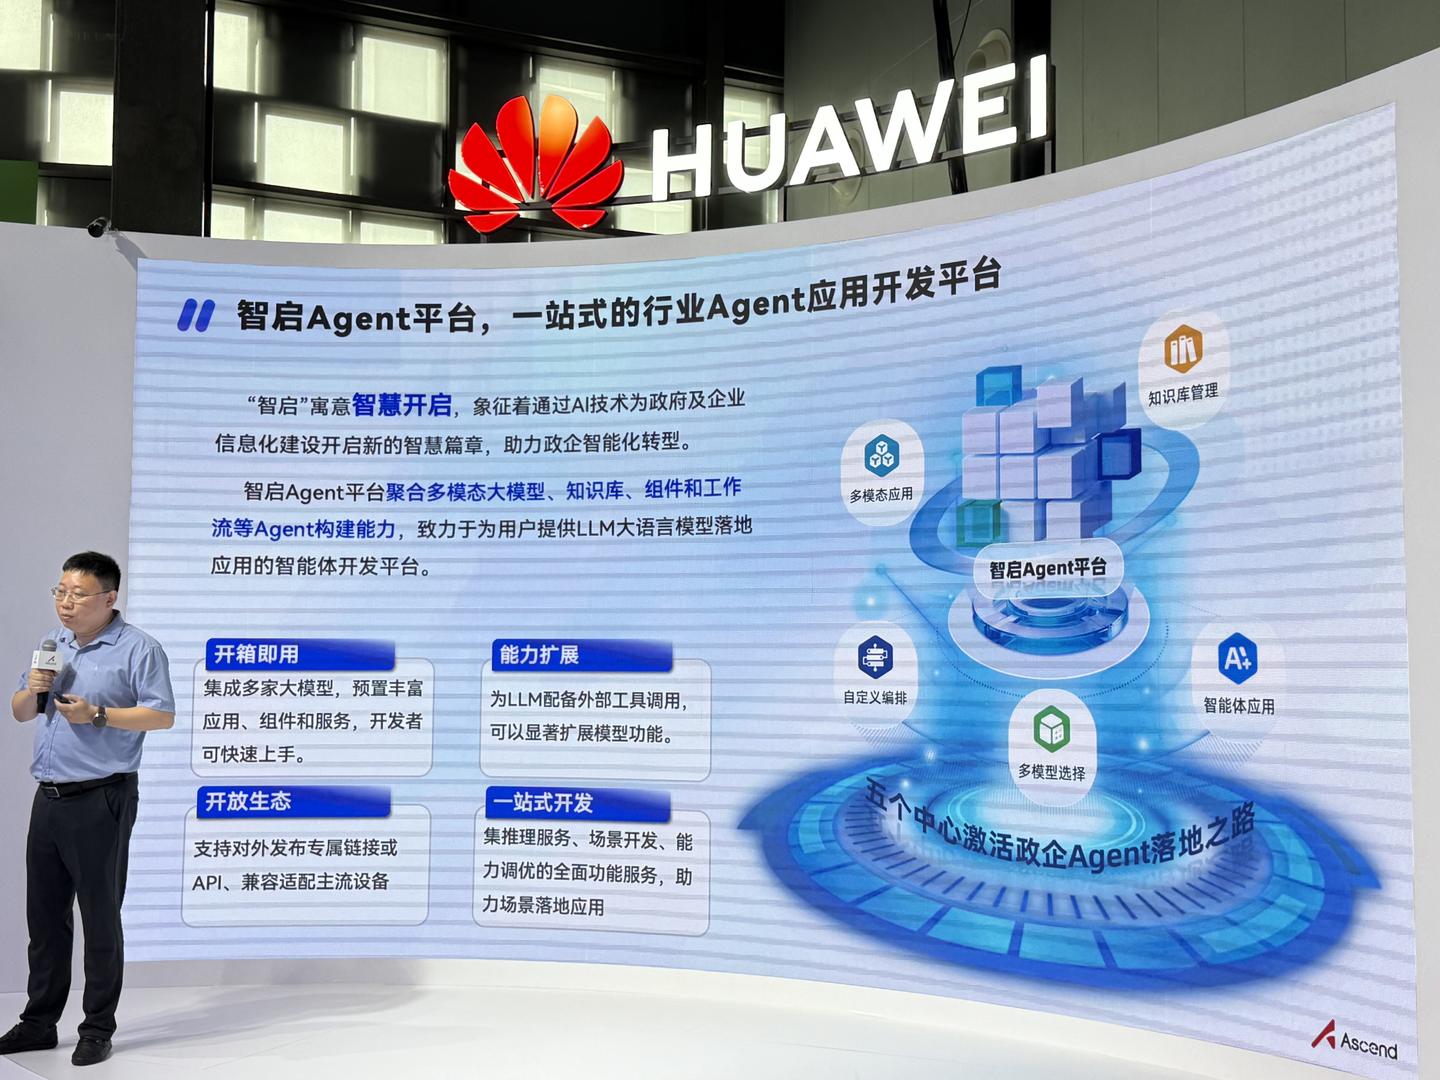 HUAWEI
智启Agent平台，一站式的行业Agent应用开发平台
“智启”寓意智慧开启，象征着通过AI技术为政府及企业
信息化建设开启新的智慧篇章，助力政企智能化转型。
智启Agent平台聚合多模态大模型、知识库、组件和工作
流等Agent构建能力，致力于为用户提供LLM大语言模型落地
应用的智能体开发平台。
开箱即用
集成多家大模型，预置丰富
应用、组件和服务，开发者
可快速上手。
能力扩展
为LLM配备外部工具调用，
可以显著扩展模型功能。
开放生态
支持对外发布专属链接或
API、兼容适配主流设备
一站式开发
集推理服务、场景开发、能
力调优的全面功能服务，助
力场景落地应用
知识库管理
多模态应用
智启Agent平台
自定义编排
A+
智能体应用
多模型选择
五个中心激活政企Agent落地之路
Ascend